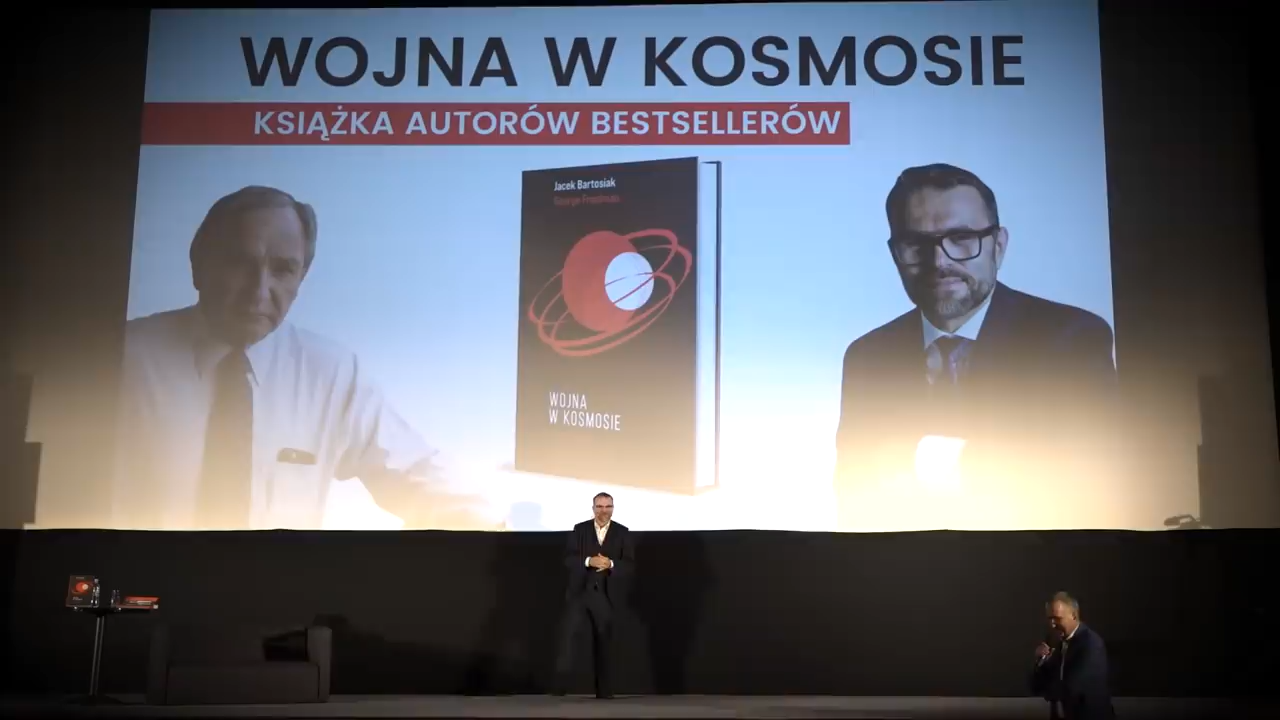 WOJNA W KOSMOSIE
KSIĄŻKA AUTORÓW BESTSELLERÓW
Jacek Bartosiak
George Friedman
WOJNA
W KOSMOSIE